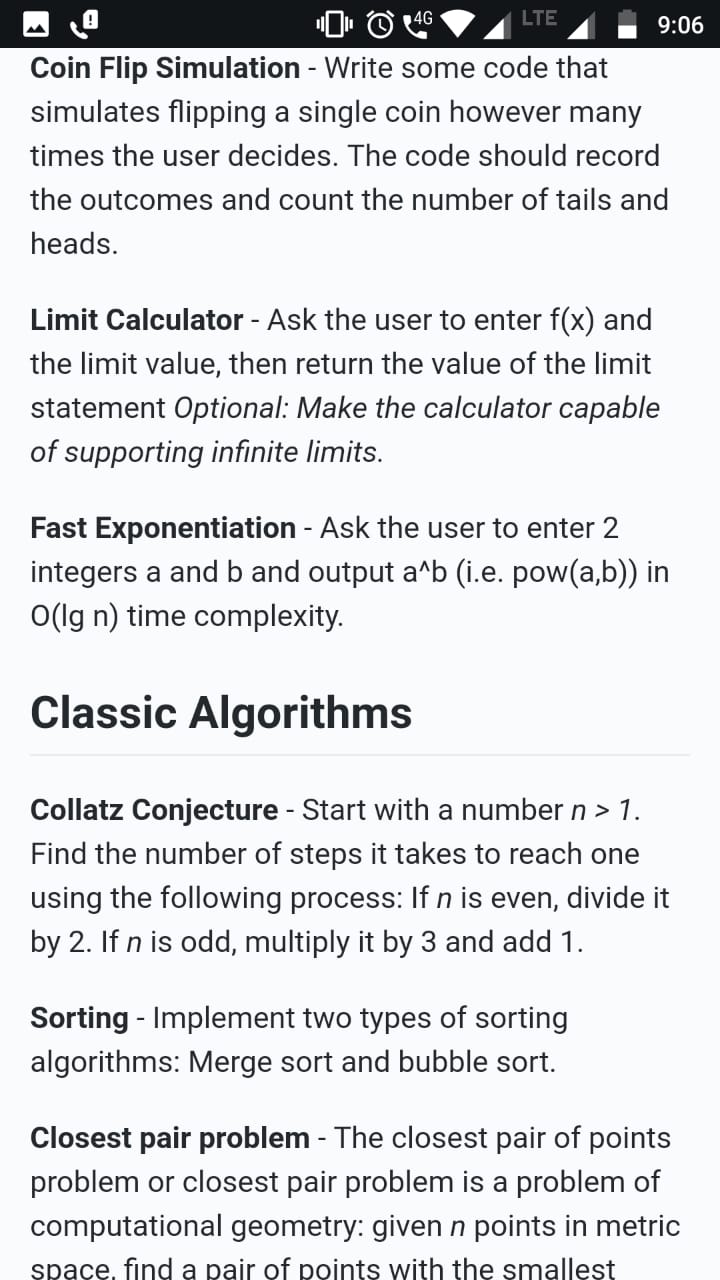 4G LTE 9:06
Coin Flip Simulation - Write some code that
simulates flipping a single coin however many
times the user decides. The code should record
the outcomes and count the number of tails and
heads.
Limit Calculator - Ask the user to enter f(x) and
the limit value, then return the value of the limit
statement Optional: Make the calculator capable
of supporting infinite limits.
Fast Exponentiation - Ask the user to enter 2
integers a and b and output a^b (i.e. pow(a,b)) in
O(lg n) time complexity.
Classic Algorithms
Collatz Conjecture - Start with a number n > 1.
Find the number of steps it takes to reach one
using the following process: If n is even, divide it
by 2. If n is odd, multiply it by 3 and add 1.
Sorting - Implement two types of sorting
algorithms: Merge sort and bubble sort.
Closest pair problem - The closest pair of points
problem or closest pair problem is a problem of
computational geometry: given n points in metric
space, find a pair of points with the smallest